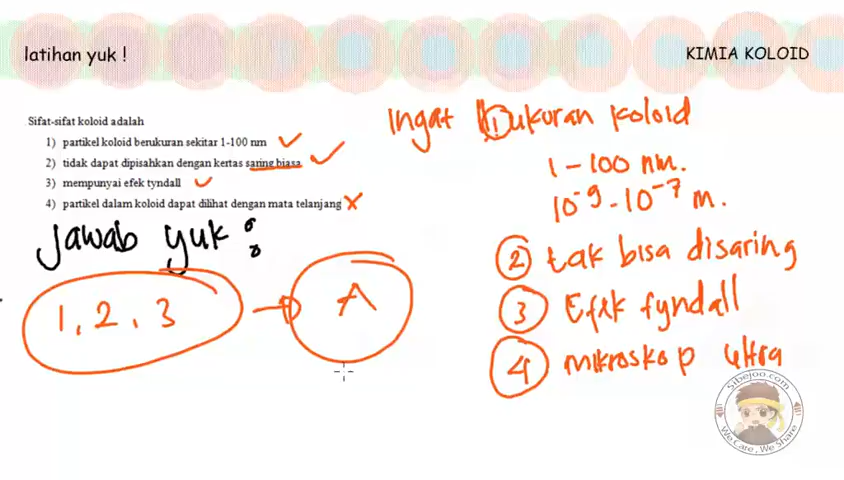 latihan yuk !
KIMIA KOLOID
Sifat-sifat koloid adalah
1) partikel koloid berukuran sekitar 1-100 nm
2) tidak dapat dipisahkan dengan kertas saring biasa
3) mempunyai efek tyndall
4) partikel dalam koloid dapat dilihat dengan mata telanjang
Jawab yuk :
1, 2, 3
A
Ingat ① ukuran koloid
1 - 100 nm.
10⁻⁹ - 10⁻⁷ m.
② tak bisa disaring
③ Efek tyndall
④ mikroskop ultra
Sibejoo.com
We Care, We Share